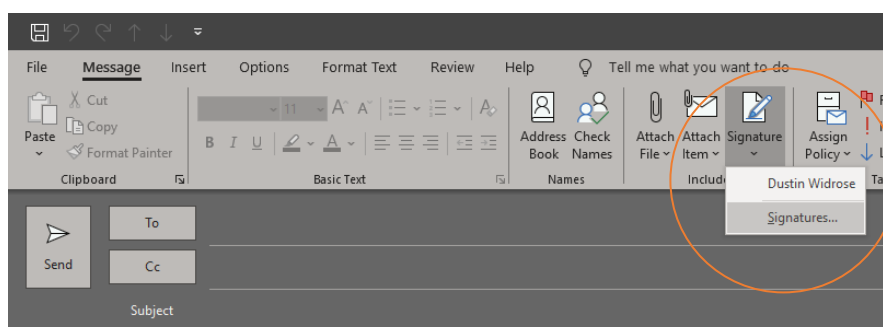 File Message Insert Options Format Text Review Help Tell me what you want to do
Paste
Cut
Copy
Format Painter
Clipboard
11
B I U
Basic Text
Address Book
Check Names
Names
Attach File
Attach Item
Signature
Include
Assign Policy
Dustin Widrose
Signatures...
Send
To
Cc
Subject